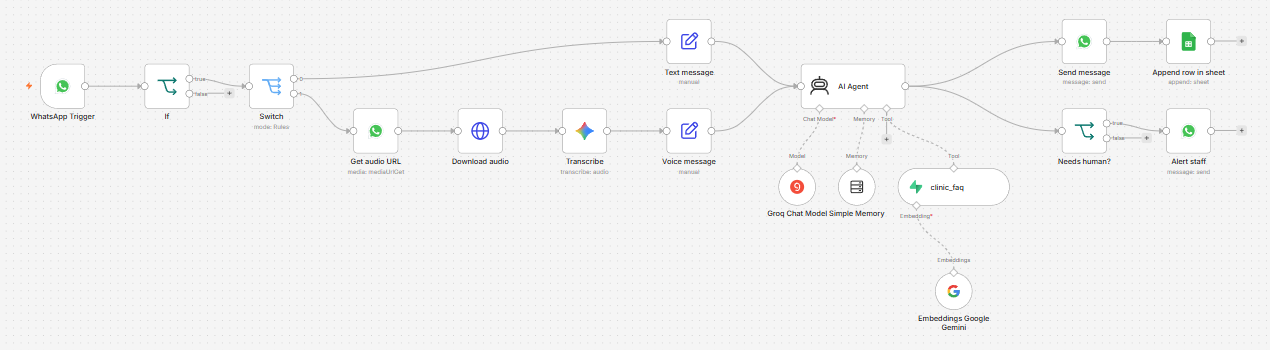 WhatsApp Trigger
true
false
If
Switch
mode: Rules
Get audio URL
media: mediaUrlGet
Download audio
Transcribe
transcribe: audio
Text message
manual
Voice message
manual
AI Agent
Chat Model*
Memory
Tool
Model
Memory
Tool
Groq Chat Model
Simple Memory
clinic_faq
Embedding*
Embeddings
Embeddings Google
Gemini
Send message
message: send
Append row in sheet
append: sheet
true
false
Needs human?
Alert staff
message: send